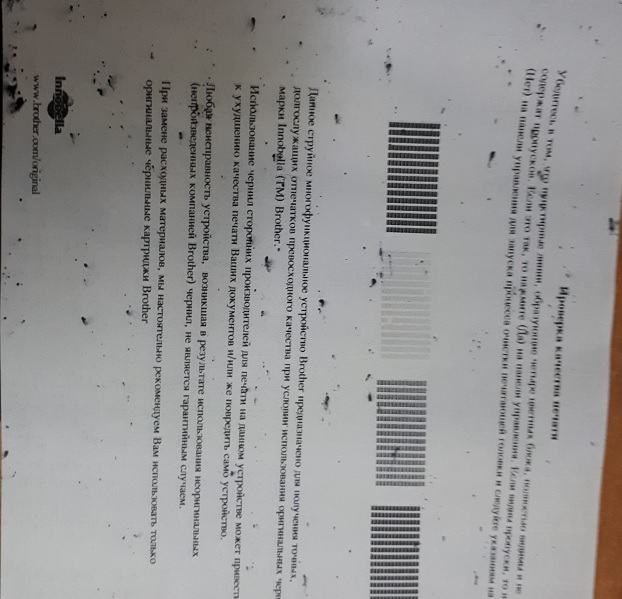 Проверка качества печати
Убедитесь в том, что пунктирные линии, образующие четыре цветных блока, полностью видимы и не
содержат пропусков. Если это так, то нажмите (Да) на панели управления. Если видны пропуски, то н
(Нет) на панели управления для запуска процесса очистки печатающей головки и следуйте указаниям на
Данное струйное многофункциональное устройство Brother предназначено для получения точных,
долгослужащих отпечатков превосходного качества при условии использования оригинальных черн
марки Innobella (TM) Brother.
Использование чернил сторонних производителей для печати на данном устройстве может привест
к ухудшению качества печати Ваших документов и/или же повредить само устройство.
Любая неисправность устройства, возникшая в результате использования неоригинальных
(непроизведенных компанией Brother) чернил, не является гарантийным случаем.
При замене расходных материалов, мы настоятельно рекомендуем Вам использовать только
оригинальные чернильные картриджи Brother
Innobella
www.brother.com/original